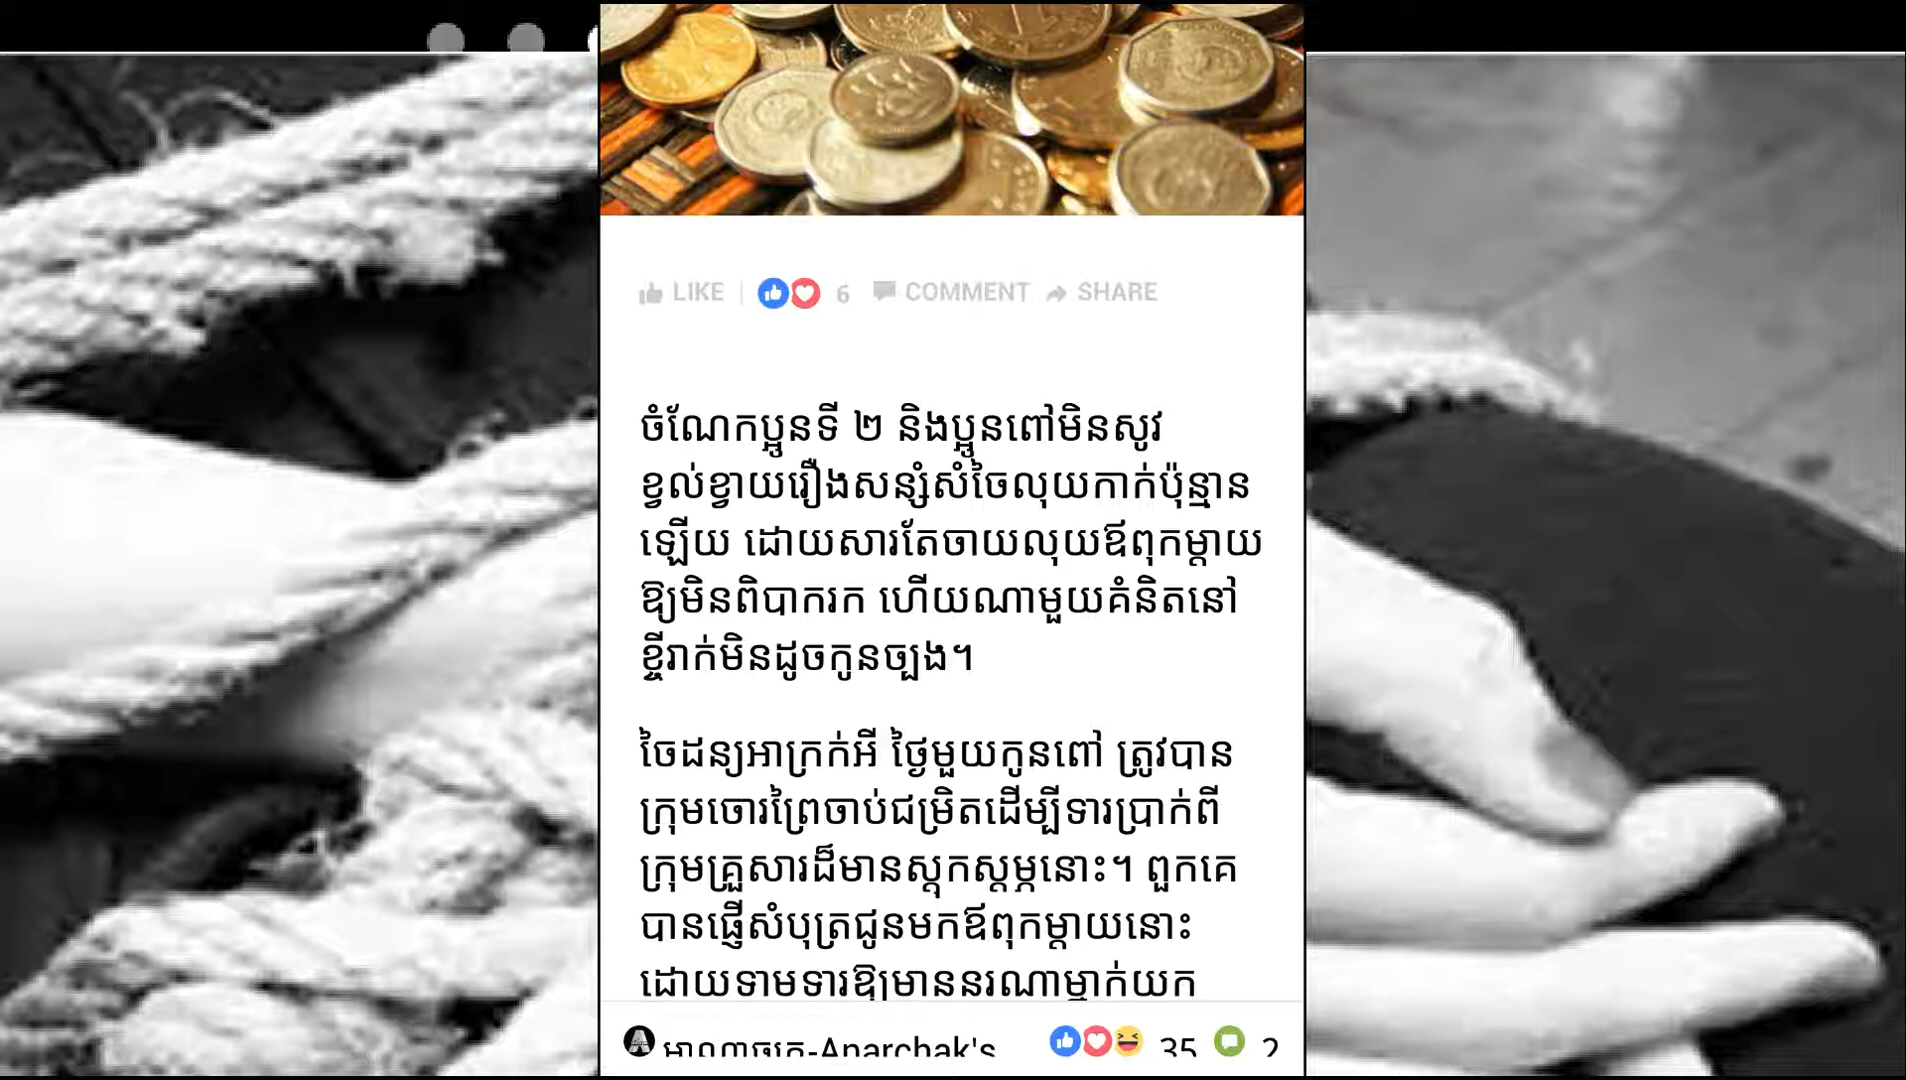 LIKE 6 COMMENT SHARE
ចំណែកប្អូនទី ២ និងប្អូនពៅមិនសូវ
ខ្វល់ខ្វាយរឿងសន្សំសំចៃលុយកាក់ប៉ុន្មាន
ឡើយ ដោយសារតែចាយលុយឪពុកម្ដាយ
ឱ្យមិនពិបាករក ហើយណាមួយគំនិតនៅ
ខ្ចីរាក់មិនដូចកូនច្បង។
ចៃដន្យអាក្រក់អី ថ្ងៃមួយកូនពៅ ត្រូវបាន
ក្រុមចោរព្រៃចាប់ជម្រិតដើម្បីទារប្រាក់ពី
ក្រុមគ្រួសារដ៏មានស្ដុកស្ដម្ភនោះ។ ពួកគេ
បានផ្ញើសំបុត្រជូនមកឪពុកម្ដាយនោះ
ដោយទាមទារឱ្យមាននរណាម្នាក់យក
អាណាចក្រ-Anarchak's 35 2